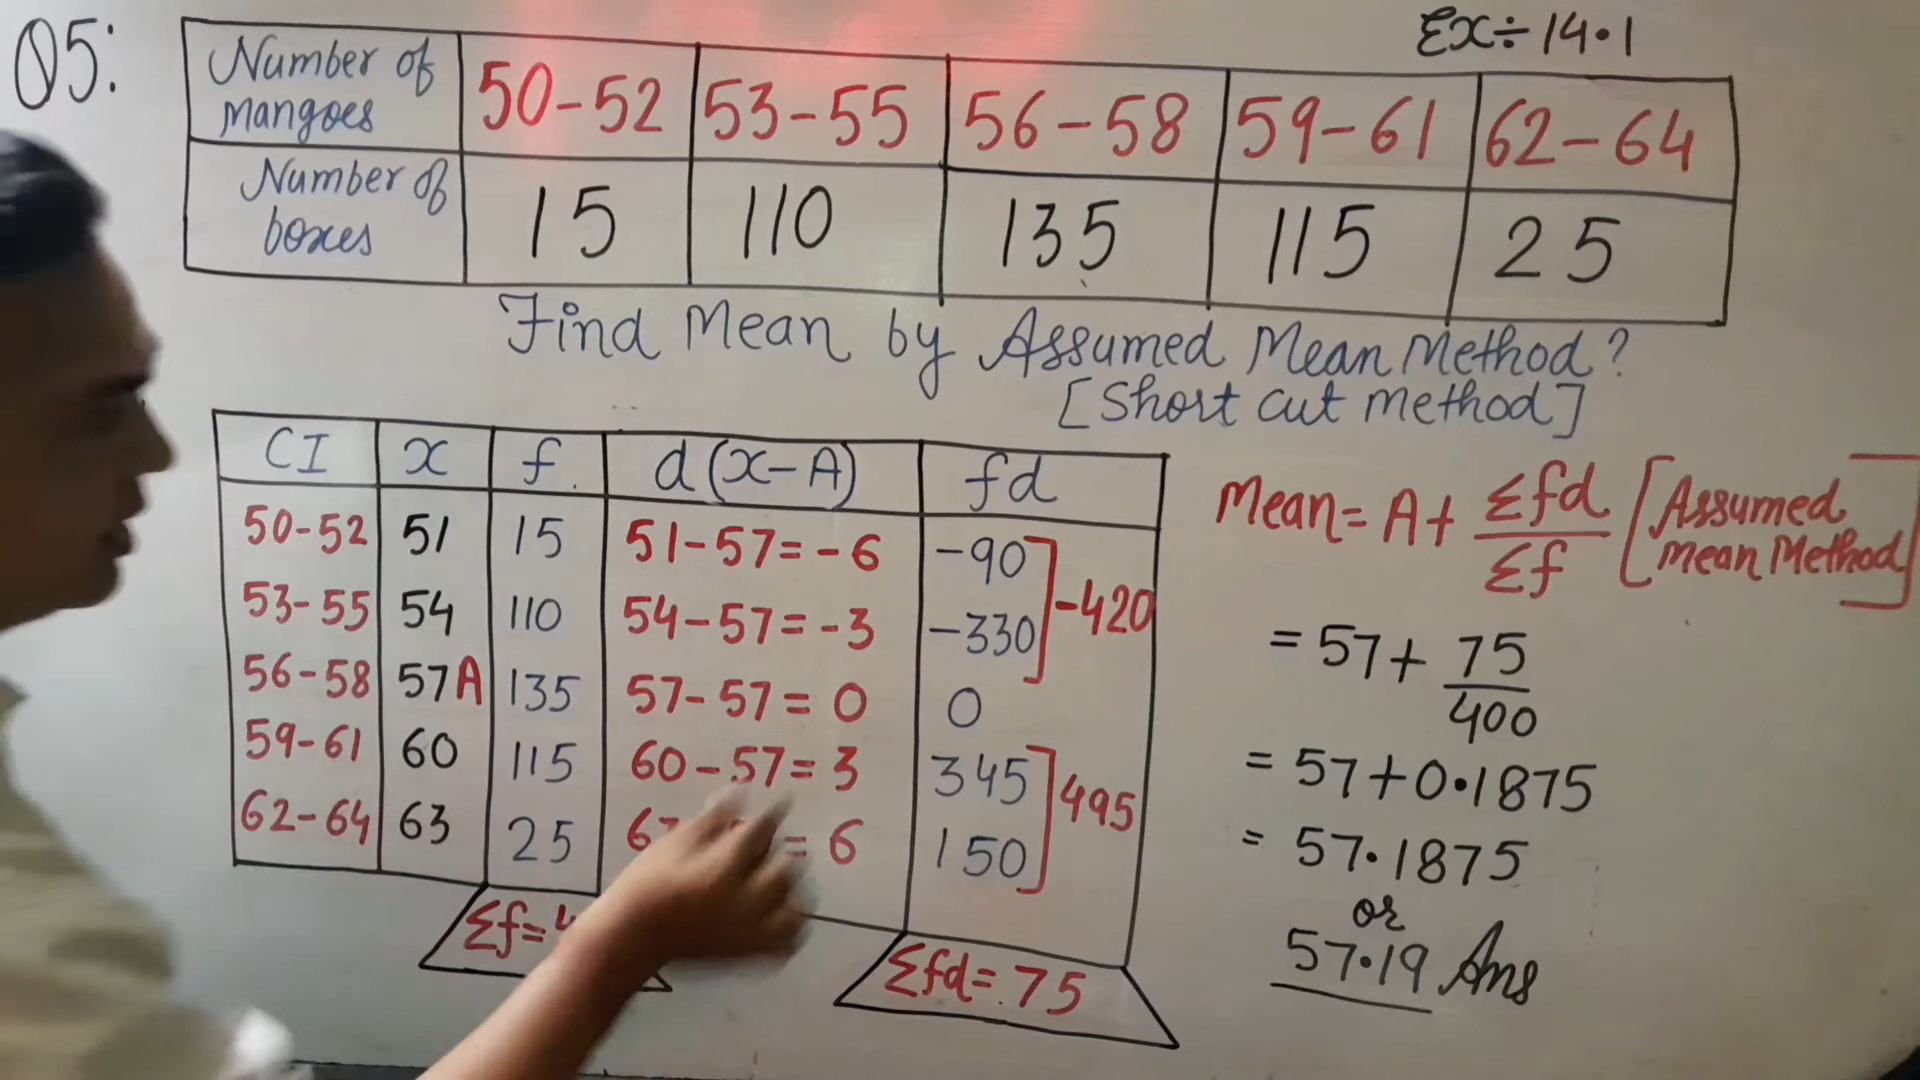 Q5:
Ex÷14.1
Number of mangoes 50-52 53-55 56-58 59-61 62-64
Number of boxes 15 110 135 115 25
Find Mean by Assumed Mean Method?
[Short cut method]
CI x f d(x-A) fd
50-52 51 15 51-57=-6 -90
53-55 54 110 54-57=-3 -330
-420
56-58 57A 135 57-57=0 0
59-61 60 115 60-57=3 345
62-64 63 25 =6 150
495
Σf=
Σfd=75
Mean=A+Σfd/Σf [Assumed mean Method]
=57+75/400
=57+0.1875
=57.1875
or
57.19 Ans